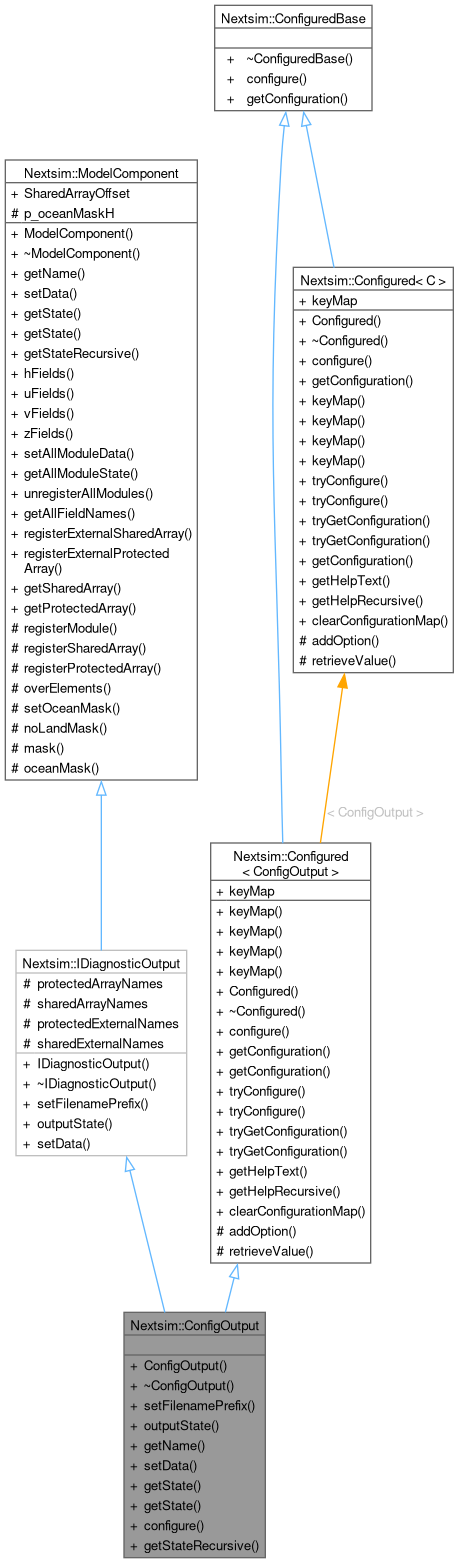 Nextsim::ConfiguredBase
+ ~ConfiguredBase()
+ configure()
+ getConfiguration()
Nextsim::ModelComponent
+ SharedArrayOffset
# p_oceanMaskH
+ ModelComponent()
+ ~ModelComponent()
+ getName()
+ setData()
+ getState()
+ getState()
+ getStateRecursive()
+ hFields()
+ uFields()
+ vFields()
+ zFields()
+ setAllModuleData()
+ getAllModuleState()
+ unregisterAllModules()
+ getAllFieldNames()
+ registerExternalSharedArray()
+ registerExternalProtected
Array()
+ getSharedArray()
+ getProtectedArray()
# registerModule()
# registerSharedArray()
# registerProtectedArray()
# overElements()
# setOceanMask()
# noLandMask()
# mask()
# oceanMask()
Nextsim::Configured< C >
+ keyMap
+ Configured()
+ ~Configured()
+ configure()
+ getConfiguration()
+ keyMap()
+ keyMap()
+ keyMap()
+ keyMap()
+ tryConfigure()
+ tryConfigure()
+ tryGetConfiguration()
+ tryGetConfiguration()
+ getConfiguration()
+ getHelpText()
+ getHelpRecursive()
+ clearConfigurationMap()
# addOption()
# retrieveValue()
< ConfigOutput >
Nextsim::Configured
< ConfigOutput >
+ keyMap
+ keyMap()
+ keyMap()
+ keyMap()
+ keyMap()
+ Configured()
+ ~Configured()
+ configure()
+ getConfiguration()
+ getConfiguration()
+ tryConfigure()
+ tryConfigure()
+ tryGetConfiguration()
+ tryGetConfiguration()
+ getHelpText()
+ getHelpRecursive()
+ clearConfigurationMap()
# addOption()
# retrieveValue()
Nextsim::IDiagnosticOutput
# protectedArrayNames
# sharedArrayNames
# protectedExternalNames
# sharedExternalNames
+ IDiagnosticOutput()
+ ~IDiagnosticOutput()
+ setFilenamePrefix()
+ outputState()
+ setData()
Nextsim::ConfigOutput
+ ConfigOutput()
+ ~ConfigOutput()
+ setFilenamePrefix()
+ outputState()
+ getName()
+ setData()
+ getState()
+ getState()
+ configure()
+ getStateRecursive()